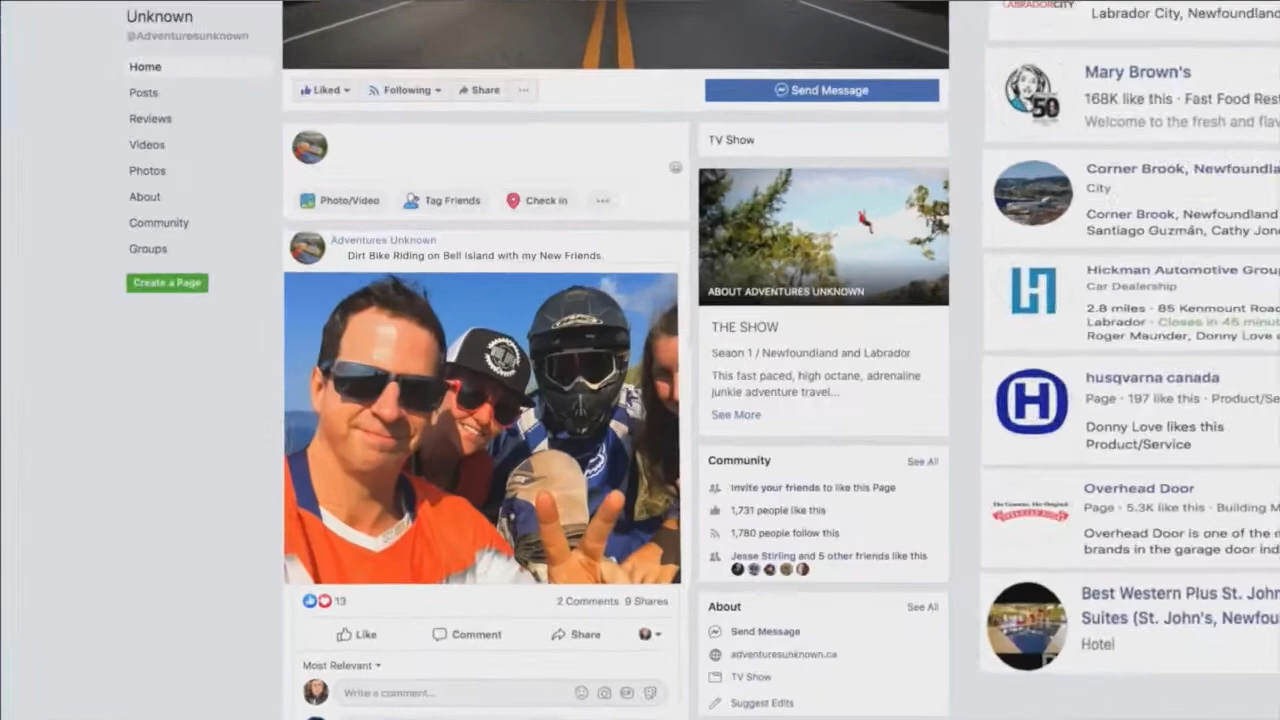 Unknown
@Adventuresunknown
Home
Posts
Reviews
Videos
Photos
About
Community
Groups
Create a Page
Liked
Following
Share
Send Message
Photo/Video
Tag Friends
Check in
Adventures Unknown
Dirt Bike Riding on Bell Island with my New Friends.
13
2 Comments 9 Shares
Like
Comment
Share
Most Relevant
Write a comment...
TV Show
ABOUT ADVENTURES UNKNOWN
THE SHOW
Seaon 1 / Newfoundland and Labrador
This fast paced, high octane, adrenaline
junkie adventure travel...
See More
Community
See All
Invite your friends to like this Page
1,731 people like this
1,780 people follow this
Jesse Stirling and 5 other friends like this
About
See All
Send Message
adventuresunknown.ca
TV Show
Suggest Edits
LABRADORCITY
Labrador City, Newfoundland
50
Mary Brown's
168K like this · Fast Food Rest
Welcome to the fresh and flav
Corner Brook, Newfoundland
City
Corner Brook, Newfoundland
Santiago Guzmán, Cathy Jone
Hickman Automotive Group
Car Dealership
2.8 miles · 85 Kenmount Road
Labrador · Closes in 46 minut
Roger Maunder, Donny Love a
H
husqvarna canada
Page · 197 like this · Product/Se
Donny Love likes this
Product/Service
Overhead Door
Page · 5.3K like this · Building M
Overhead Door is one of the m
brands in the garage door ind
Best Western Plus St. John
Suites (St. John's, Newfou
Hotel